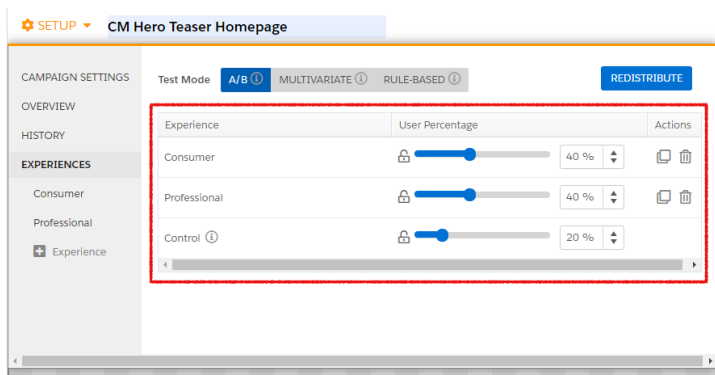 SETUP CM Hero Teaser Homepage
CAMPAIGN SETTINGS
OVERVIEW
HISTORY
EXPERIENCES
Consumer
Professional
Experience
Test Mode A/B MULTIVARIATE RULE-BASED REDISTRIBUTE
Experience User Percentage Actions
Consumer 40 %
Professional 40 %
Control 20 %